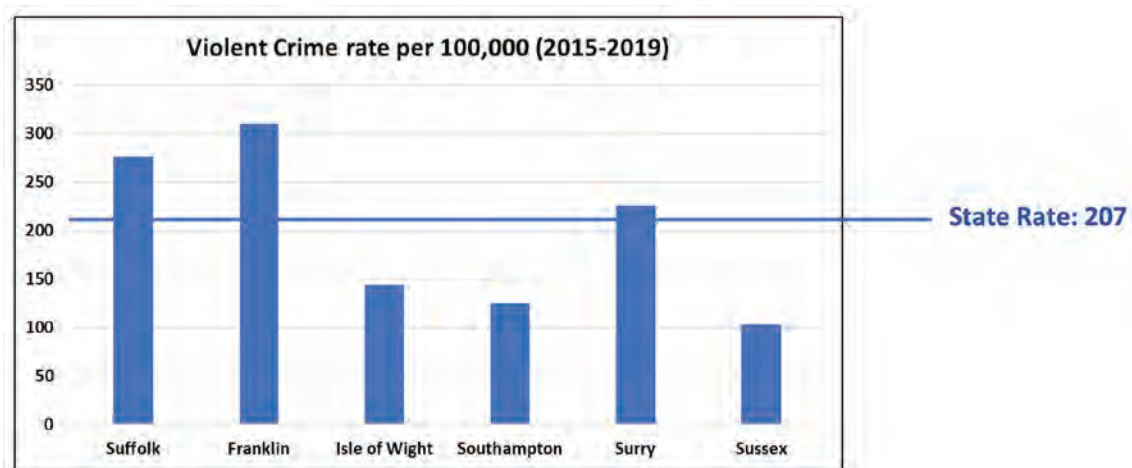 Violent Crime rate per 100,000 (2015-2019)
350
300
250
200
150
100
50
0
State Rate: 207
Suffolk Franklin Isle of Wight Southampton Surry Sussex